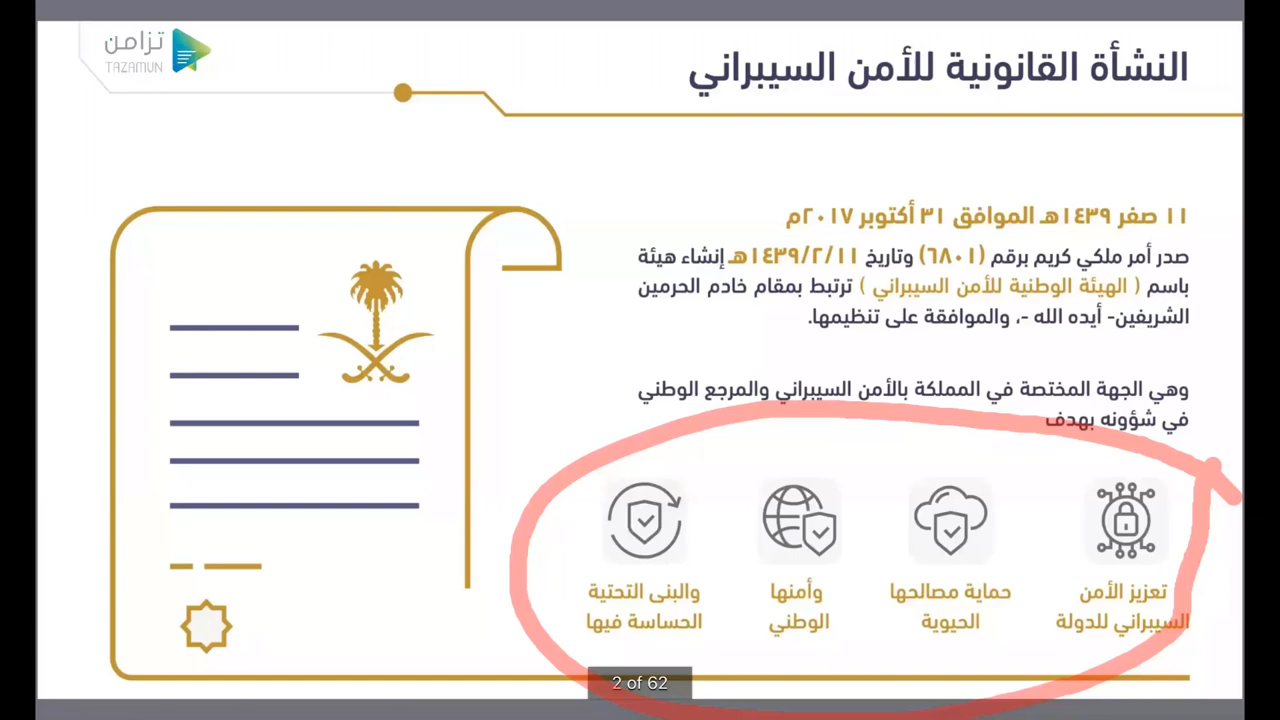 تزامن
TAZAMUN
النشأة القانونية للأمن السيبراني
١١ صفر ١٤٣٩هـ الموافق ٣١ أكتوبر ٢٠١٧م
صدر أمر ملكي كريم برقم (٦٨٠١) وتاريخ ١٤٣٩/٢/١١هـ إنشاء هيئة
باسم ( الهيئة الوطنية للأمن السيبراني ) ترتبط بمقام خادم الحرمين
الشريفين- أيده الله -، والموافقة على تنظيمها.
وهي الجهة المختصة في المملكة بالأمن السيبراني والمرجع الوطني
في شؤونه بهدف
تعزيز الأمن
السيبراني للدولة
حماية مصالحها
الحيوية
وأمنها
الوطني
والبنى التحتية
الحساسة فيها
2 of 62